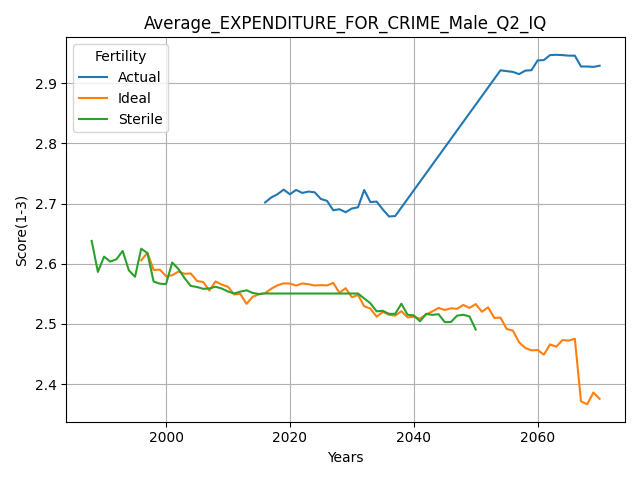 Average_EXPENDITURE_FOR_CRIME_Male_Q2_IQ
Fertility
Actual
Ideal
Sterile
Score(1-3)
2.9
2.8
2.7
2.6
2.5
2.4
2000
2020
2040
2060
Years